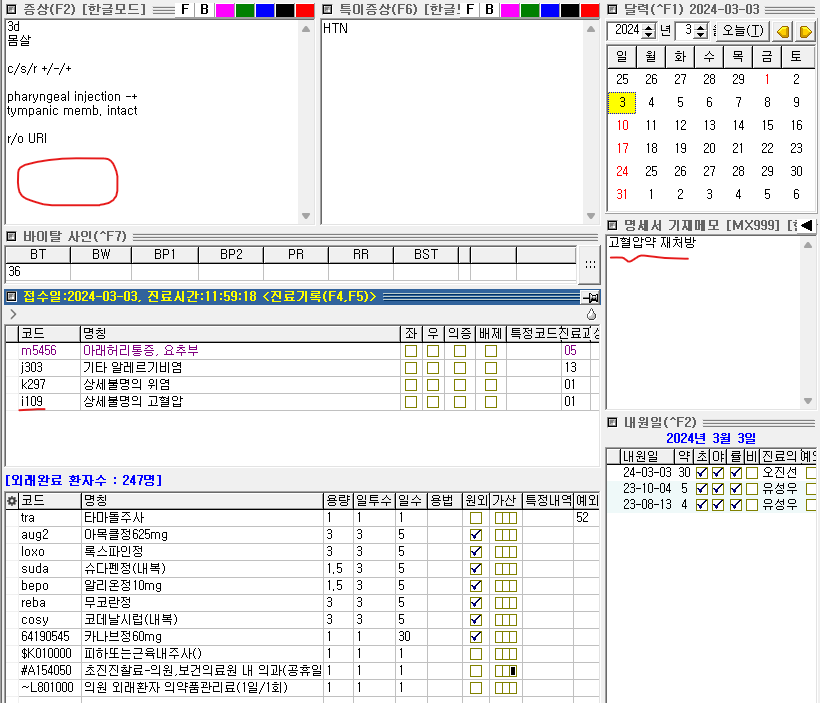 증상(F2) [한글모드] F B
3d
몸살
c/s/r +/-/+
pharyngeal injection -+
tympanic memb. intact
r/o URI
특이증상(F6) [한글! F B
HTN
달력(^F1) 2024-03-03
2024 년 3 오늘(T)
일 월 화 수 목 금 토
25 26 27 28 29 1 2
3 4 5 6 7 8 9
10 11 12 13 14 15 16
17 18 19 20 21 22 23
24 25 26 27 28 29 30
31 1 2 3 4 5 6
바이탈 사인(^F7)
BT BW BP1 BP2 PR RR BST
36
명세서 기재메모 [MX999]
고혈압약 재처방
접수일:2024-03-03, 진료시간:11:59:18 <진료기록(F4,F5)>
코드 명칭 좌 우 의증 배제 특정코드 진료과
m5456 아래허리통증, 요추부 05
j303 기타 알레르기비염 13
k297 상세불명의 위염 01
i109 상세불명의 고혈압 01
내원일(^F2)
2024년 3월 3일
내원일 약 초 야 률 비 진료의 예약
24-03-03 30 오진선
23-10-04 5 유성우
23-08-13 4 유성우
[외래완료 환자수 : 247명]
코드 명칭 용량 일투수 일수 용법 원외 가산 특정내역 예외
tra 타마돌주사 1 1 1 52
aug2 아목클정625mg 3 3 5
loxo 록스파인정 3 3 5
suda 슈다펜정(내복) 1.5 3 5
bepo 알리온정10mg 1.5 3 5
reba 무코란정 3 3 5
cosy 코데날시럽(내복) 3 3 5
64190545 카나브정60mg 1 1 30
$K010000 피하또는근육내주사() 1 1 1
#A154050 초진진찰료-의원,보건의료원 내 의과(공휴일 1 1 1
~L801000 의원 외래환자 의약품관리료(1일/1회) 1 1 1